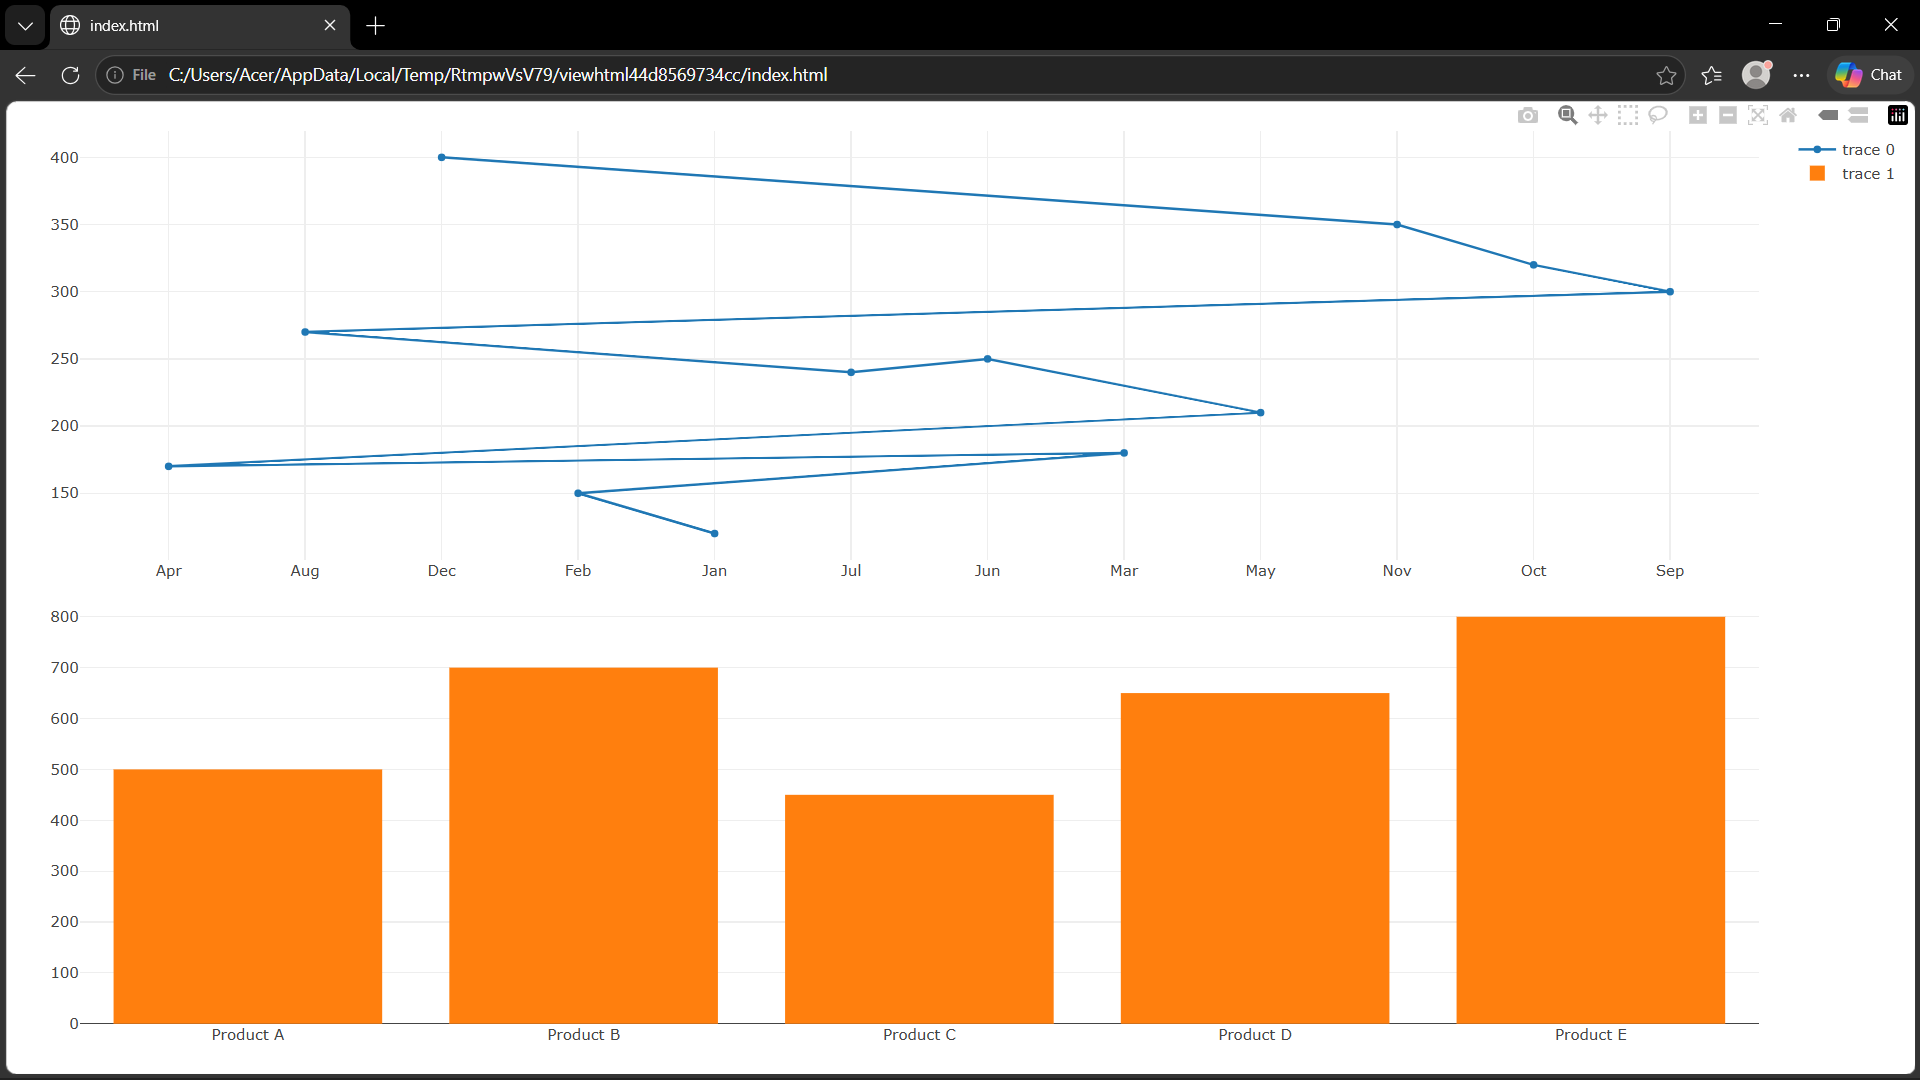 index.html
File C:/Users/Acer/AppData/Local/Temp/RtmpwVsV79/viewhtml44d8569734cc/index.html
Chat
trace 0
trace 1
400
350
300
250
200
150
Apr Aug Dec Feb Jan Jul Jun Mar May Nov Oct Sep
800
700
600
500
400
300
200
100
0
Product A Product B Product C Product D Product E